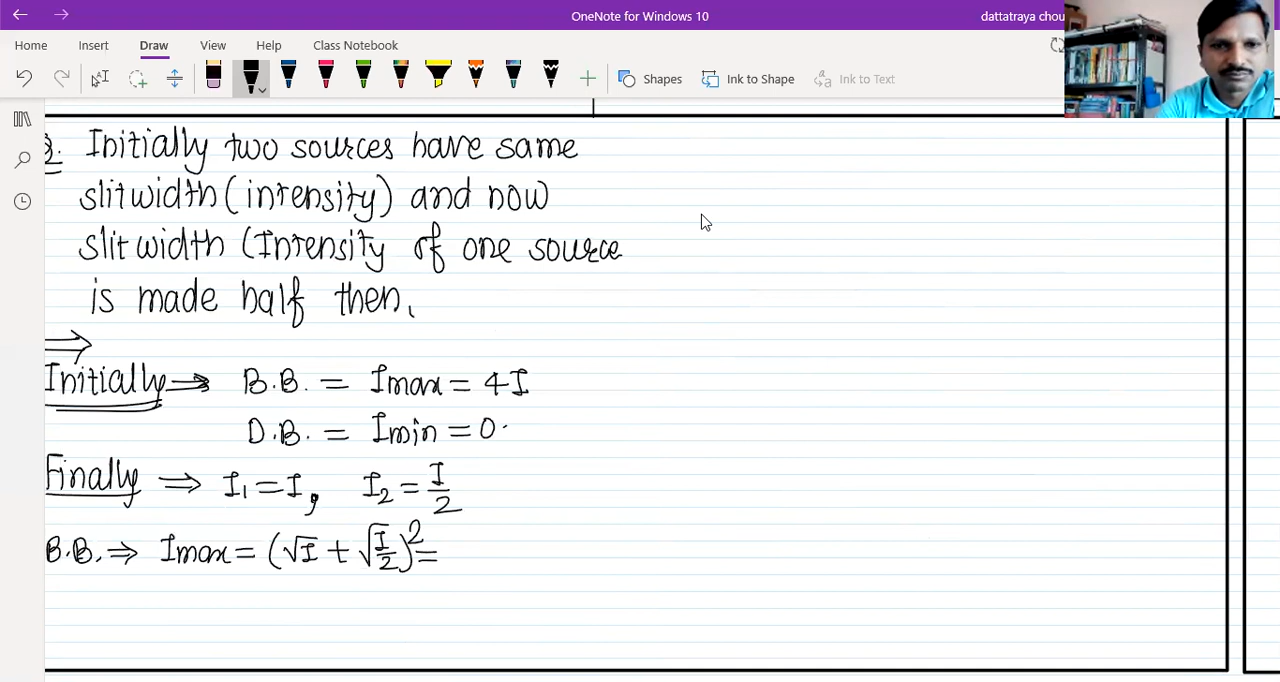 OneNote for Windows 10
dattatraya chou
Home Insert Draw View Help Class Notebook
Shapes Ink to Shape Ink to Text
Q. Initially two sources have same
slitwidth (intensity) and now
slitwidth (Intensity of one source
is made half then,
⇒
Initially ⇒ B.B. = Imax = 4I
D.B. = Imin = 0.
Finally ⇒ I₁ = I, I₂ = I/2
B.B. ⇒ Imax = (√I + √(I/2))² =